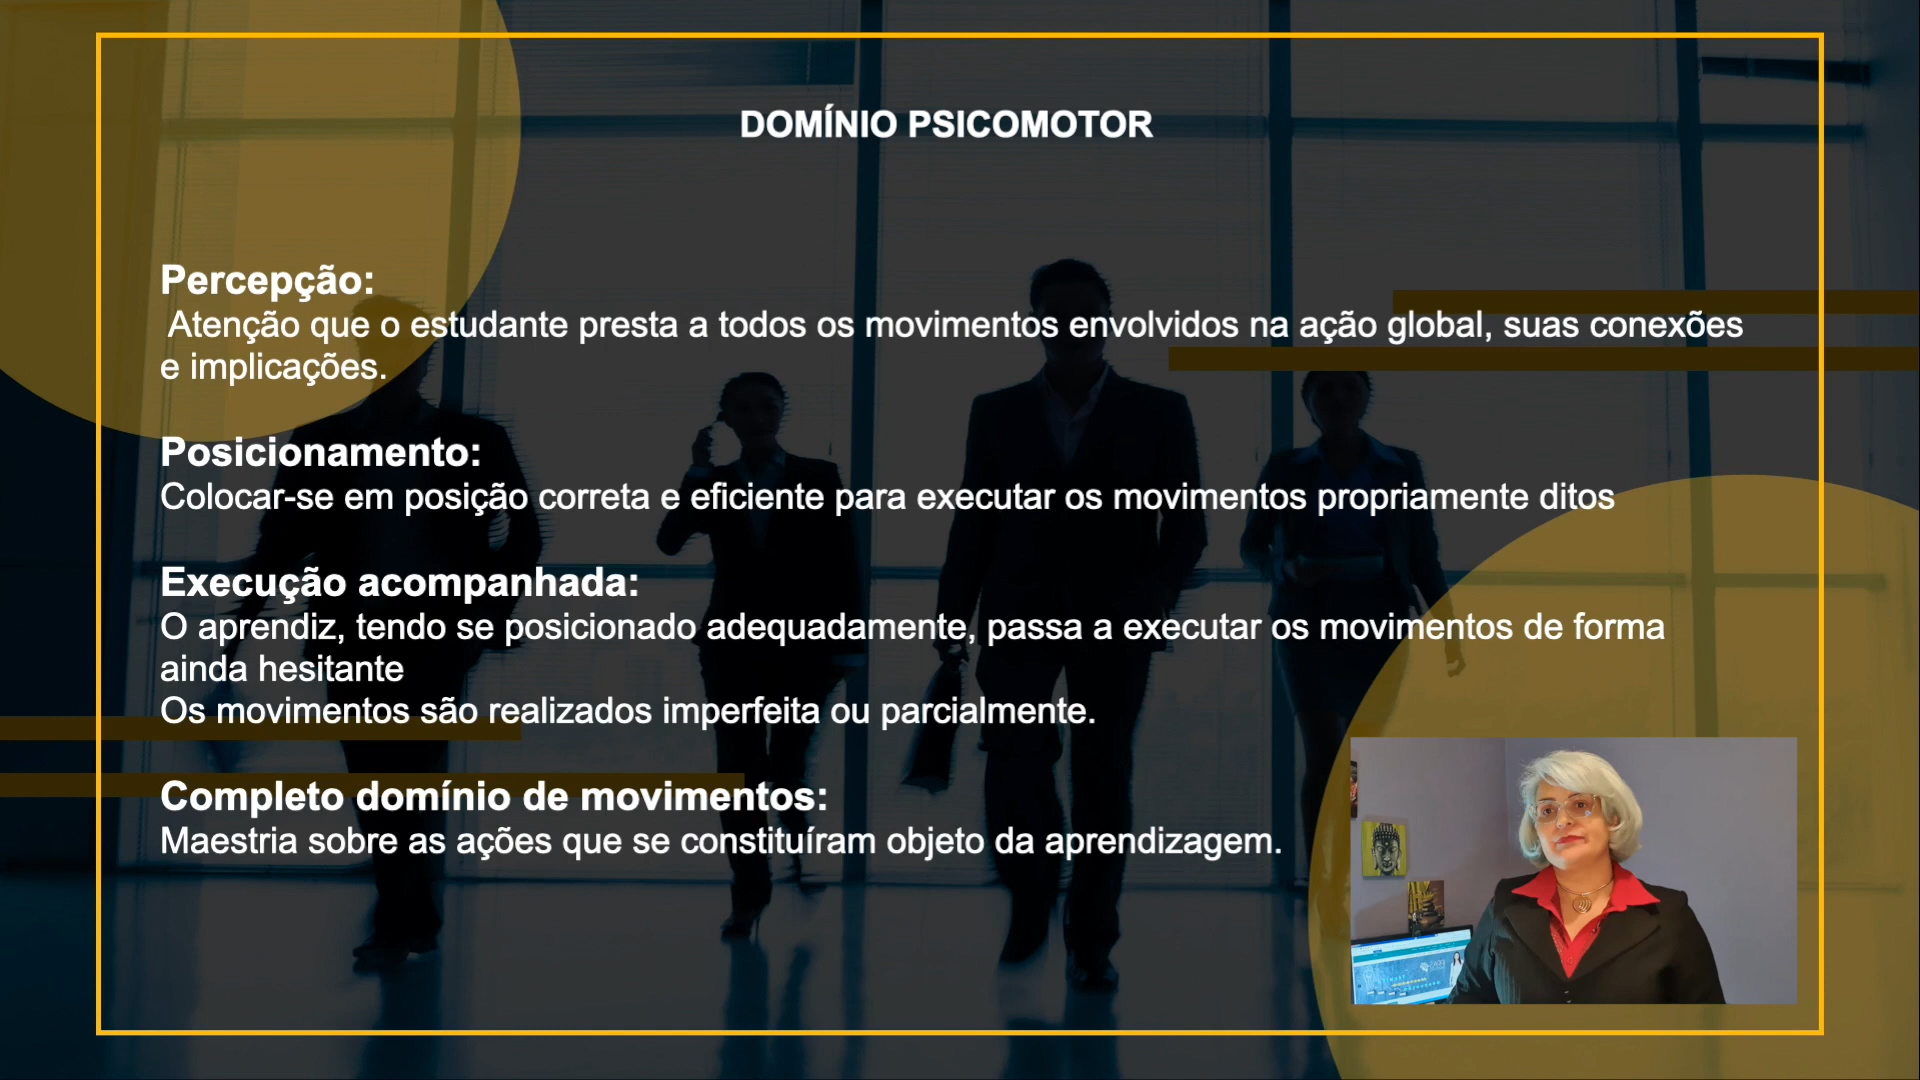 DOMÍNIO PSICOMOTOR
Percepção:
Atenção que o estudante presta a todos os movimentos envolvidos na ação global, suas conexões
e implicações.
Posicionamento:
Colocar-se em posição correta e eficiente para executar os movimentos propriamente ditos
Execução acompanhada:
O aprendiz, tendo se posicionado adequadamente, passa a executar os movimentos de forma
ainda hesitante
Os movimentos são realizados imperfeita ou parcialmente.
Completo domínio de movimentos:
Maestria sobre as ações que se constituíram objeto da aprendizagem.